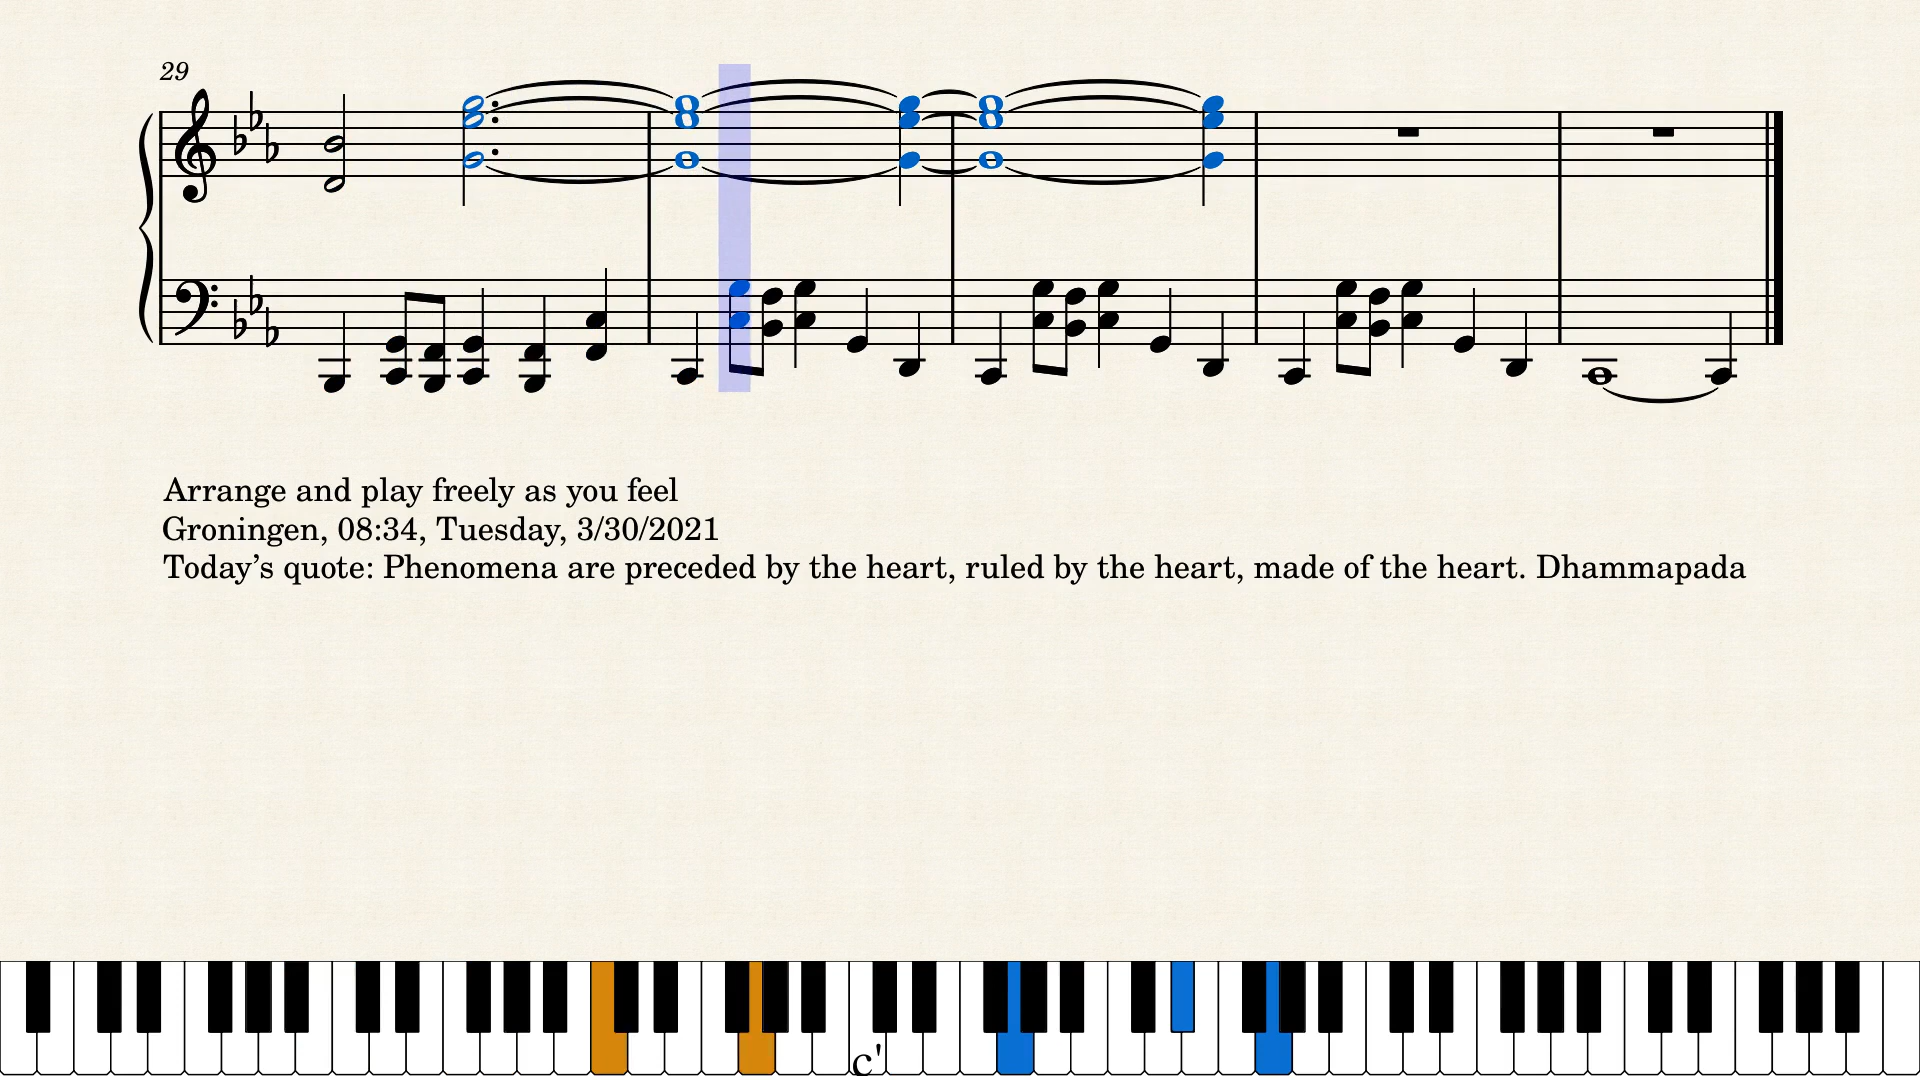 29
Arrange and play freely as you feel
Groningen, 08:34, Tuesday, 3/30/2021
Today’s quote: Phenomena are preceded by the heart, ruled by the heart, made of the heart. Dhammapada
c'